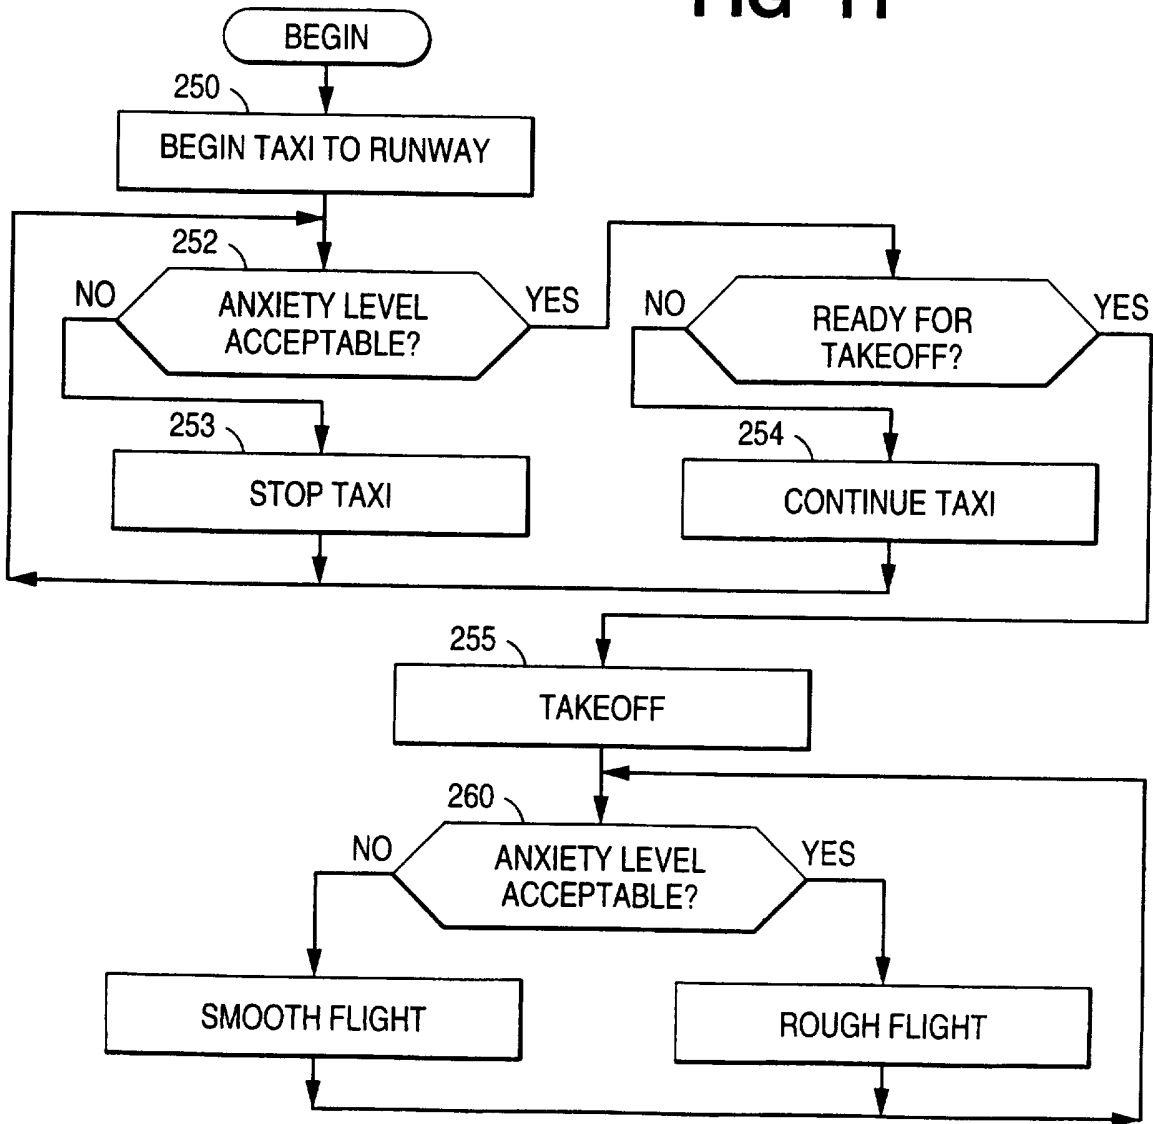 BEGIN
250
BEGIN TAXI TO RUNWAY
252
NO
ANXIETY LEVEL
ACCEPTABLE?
YES
NO
READY FOR
TAKEOFF?
YES
253
STOP TAXI
254
CONTINUE TAXI
255
TAKEOFF
260
NO
ANXIETY LEVEL
ACCEPTABLE?
YES
SMOOTH FLIGHT
ROUGH FLIGHT